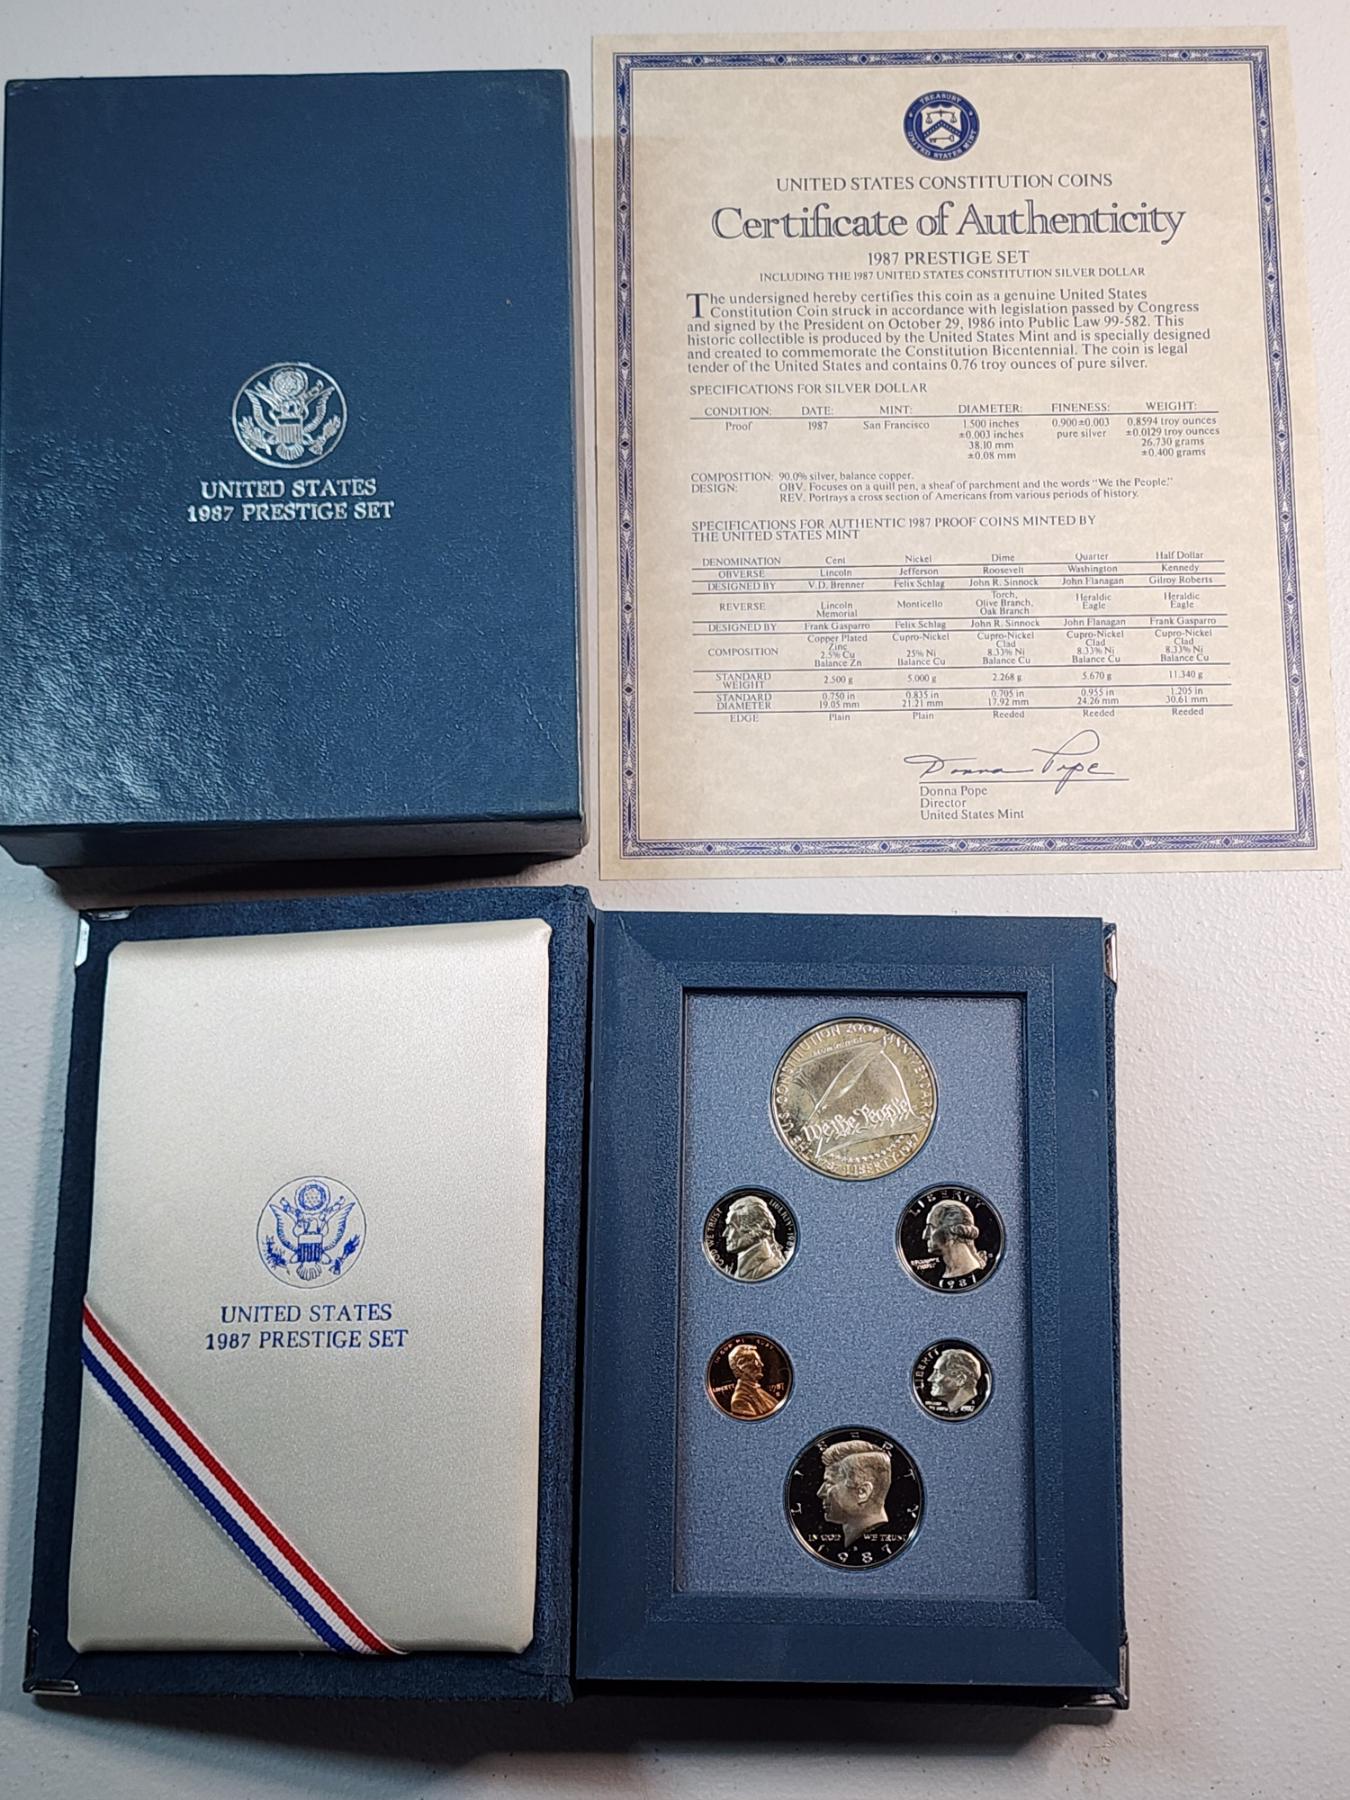 UNITED STATES
1987 PRESTIGE SET
TREASURY
UNITED STATES MINT
UNITED STATES CONSTITUTION COINS
Certificate of Authenticity
1987 PRESTIGE SET
INCLUDING THE 1987 UNITED STATES CONSTITUTION SILVER DOLLAR
The undersigned hereby certifies this coin as a genuine United States
Constitution Coin struck in accordance with legislation passed by Congress
and signed by the President on October 29, 1986 into Public Law 99-582. This
historic collectible is produced by the United States Mint and is specially designed
and created to commemorate the Constitution Bicentennial. The coin is legal
tender of the United States and contains 0.76 troy ounces of pure silver.
SPECIFICATIONS FOR SILVER DOLLAR
CONDITION: DATE: MINT: DIAMETER: FINENESS: WEIGHT:
Proof 1987 San Francisco 1.500 inches 0.900±0.003 0.8594 troy ounces
±0.003 inches pure silver ±0.0129 troy ounces
38.10 mm 26.730 grams
±0.08 mm ±0.400 grams
COMPOSITION: 90.0% silver, balance copper.
DESIGN: OBV. Focuses on a quill pen, a sheaf of parchment and the words "We the People."
REV. Portrays a cross section of Americans from various periods of history.
SPECIFICATIONS FOR AUTHENTIC 1987 PROOF COINS MINTED BY
THE UNITED STATES MINT
DENOMINATION Cent Nickel Dime Quarter Half Dollar
OBVERSE Lincoln Jefferson Roosevelt Washington Kennedy
DESIGNED BY V.D. Brenner Felix Schlag John R. Sinnock John Flanagan Gilroy Roberts
REVERSE Lincoln Memorial Monticello Torch, Olive Branch, Oak Branch Heraldic Eagle Heraldic Eagle
DESIGNED BY Frank Gasparro Felix Schlag John R. Sinnock John Flanagan Frank Gasparro
COMPOSITION Copper Plated Zinc 2.5% Cu Balance Zn Cupro-Nickel 25% Ni Balance Cu Cupro-Nickel Clad 8.33% Ni Balance Cu Cupro-Nickel Clad 8.33% Ni Balance Cu Cupro-Nickel Clad 8.33% Ni Balance Cu
STANDARD WEIGHT 2.500 g 5.000 g 2.268 g 5.670 g 11.340 g
STANDARD DIAMETER 0.750 in 19.05 mm 0.835 in 21.21 mm 0.705 in 17.92 mm 0.955 in 24.26 mm 1.205 in 30.61 mm
EDGE Plain Plain Reeded Reeded Reeded
Donna Pope
Donna Pope
Director
United States Mint
UNITED STATES
1987 PRESTIGE SET
CONSTITUTION 200th ANNIVERSARY
We the People
LIBERTY 1987
IN GOD WE TRUST LIBERTY 1987
LIBERTY
1987
LIBERTY 1987
LIBERTY
LIBERTY
IN GOD WE TRUST
1987